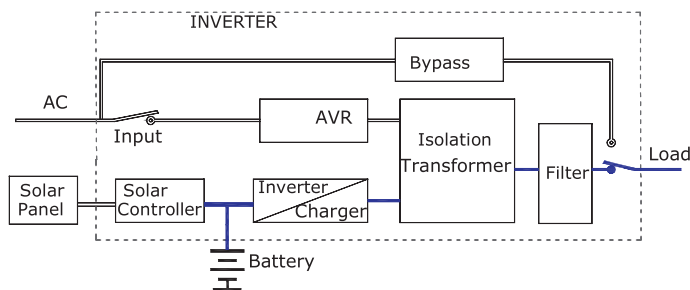 INVERTER
Bypass
AC
Input
AVR
Isolation
Transformer
Filter
Load
Solar
Panel
Solar
Controller
Inverter
Charger
Battery